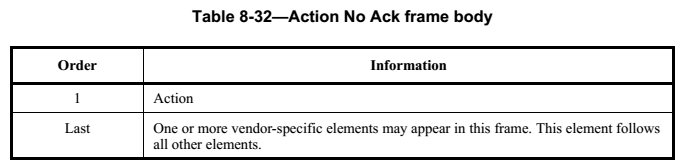 Table 8-32—Action No Ack frame body
Order Information
1 Action
Last One or more vendor-specific elements may appear in this frame. This element follows
all other elements.